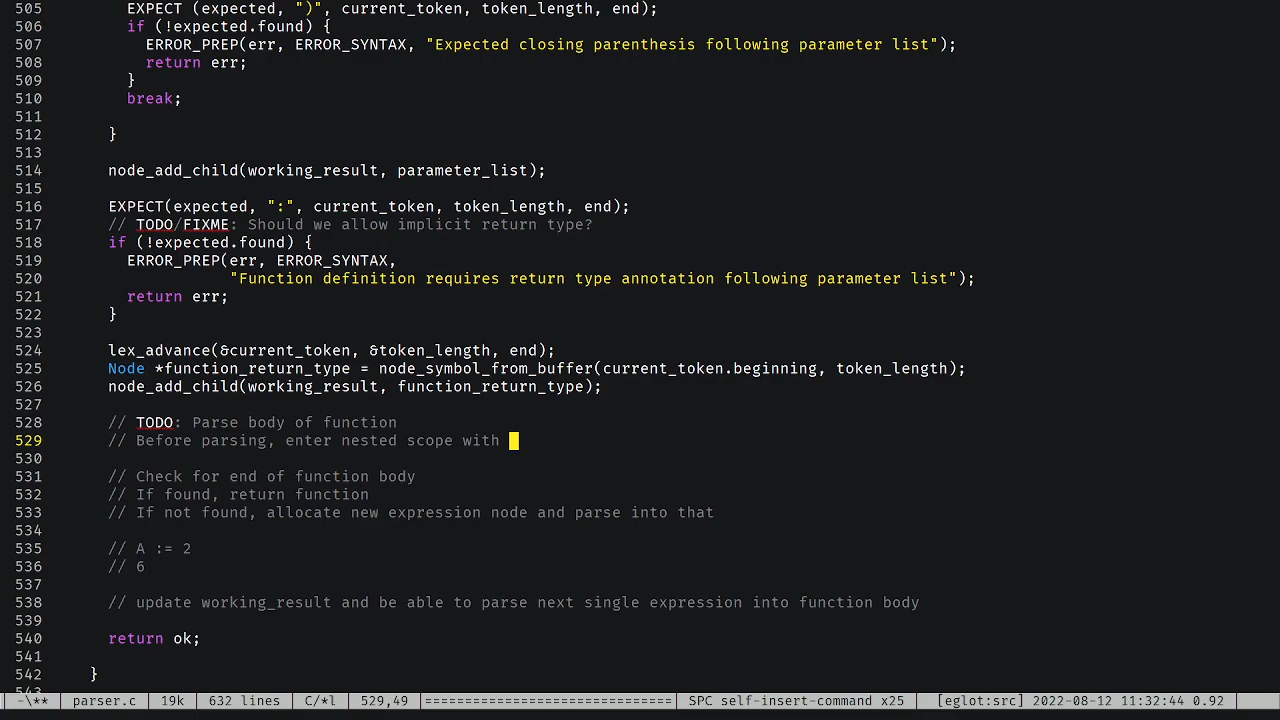 505       EXPECT (expected, ")", current_token, token_length, end);
506       if (!expected.found) {
507         ERROR_PREP(err, ERROR_SYNTAX, "Expected closing parenthesis following parameter list");
508         return err;
509       }
510       break;
511
512     }
513
514     node_add_child(working_result, parameter_list);
515
516     EXPECT(expected, ":", current_token, token_length, end);
517     // TODO/FIXME: Should we allow implicit return type?
518     if (!expected.found) {
519       ERROR_PREP(err, ERROR_SYNTAX,
520                  "Function definition requires return type annotation following parameter list");
521       return err;
522     }
523
524     lex_advance(&current_token, &token_length, end);
525     Node *function_return_type = node_symbol_from_buffer(current_token.beginning, token_length);
526     node_add_child(working_result, function_return_type);
527
528     // TODO: Parse body of function
529     // Before parsing, enter nested scope with
530
531     // Check for end of function body
532     // If found, return function
533     // If not found, allocate new expression node and parse into that
534
535     // A := 2
536     // 6
537
538     // update working_result and be able to parse next single expression into function body
539
540     return ok;
541
542   }
-\** parser.c 19k 632 lines C/*l 529,49 ============================== SPC self-insert-command x25 [eglot:src] 2022-08-12 11:32:44 0.92